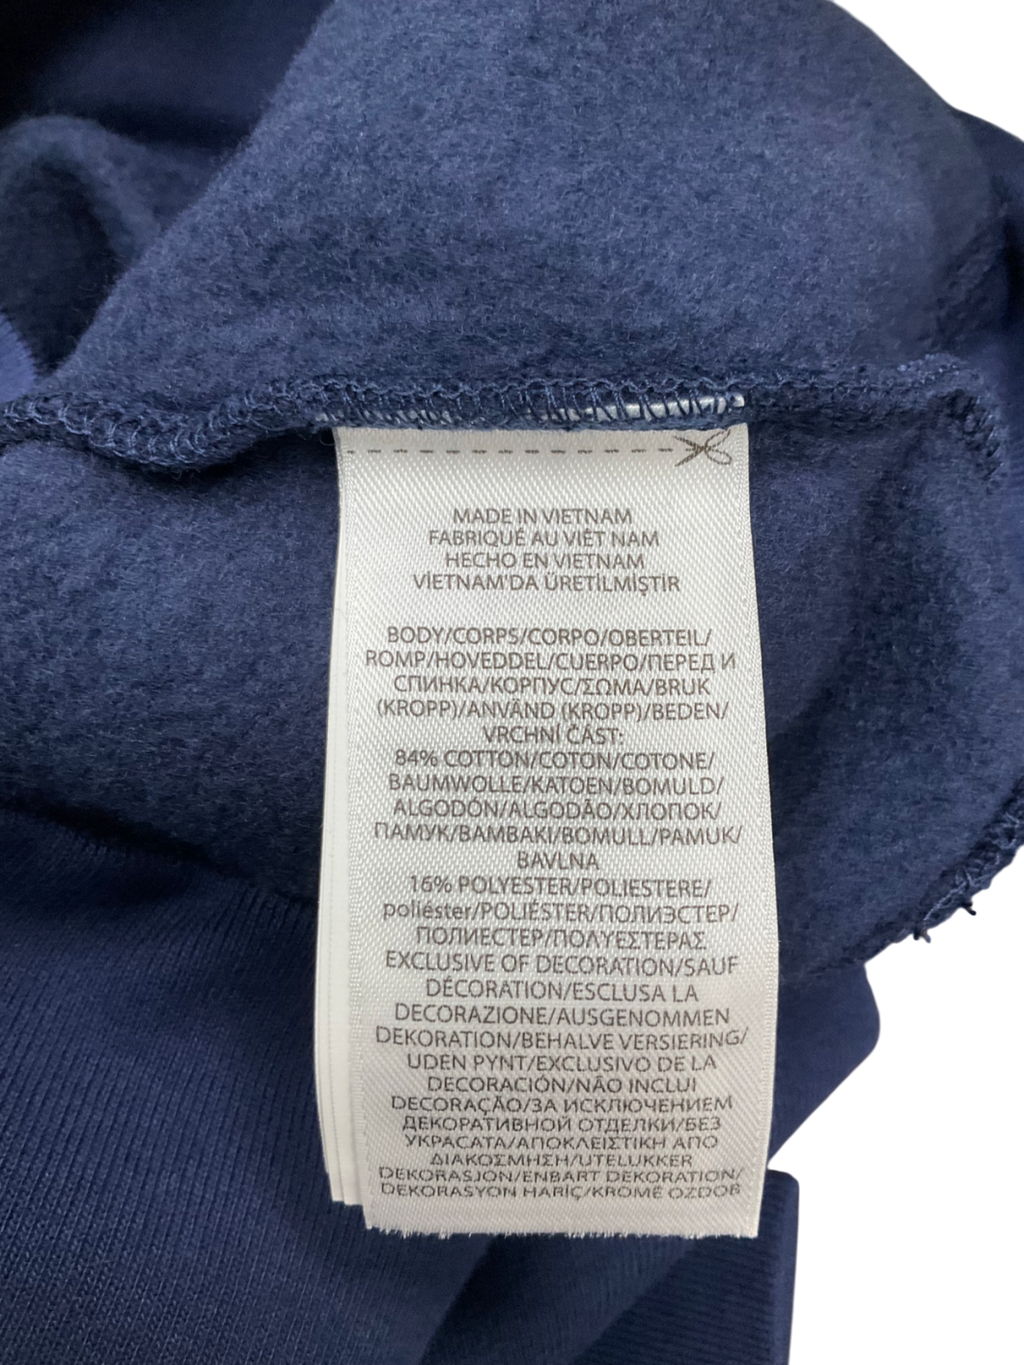 MADE IN VIETNAM
FABRIQUÉ AU VIÊT NAM
HECHO EN VIETNAM
VİETNAM'DA ÜRETİLMİŞTİR
BODY/CORPS/CORPO/OBERTEIL/
ROMP/HOVEDDEL/CUERPO/ПЕРЕД И
СПИНКА/КОРПУС/ΣΩΜΑ/BRUK
(KROPP)/ANVÄND (KROPP)/BEDEN/
VRCHNÍ ČÁST:
84% COTTON/COTON/COTONE/
BAUMWOLLE/KATOEN/BOMULD/
ALGODÓN/ALGODÃO/ХЛОПОК/
ПАМУК/ΒΑΜΒΑΚΙ/BOMULL/PAMUK/
BAVLNA
16% POLYESTER/POLIESTERE/
poliéster/POLIÉSTER/ПОЛИЭСТЕР/
ПОЛИЕСТЕР/ΠΟΛΥΕΣΤΕΡΑΣ
EXCLUSIVE OF DECORATION/SAUF
DÉCORATION/ESCLUSA LA
DECORAZIONE/AUSGENOMMEN
DEKORATION/BEHALVE VERSIERING/
UDEN PYNT/EXCLUSIVO DE LA
DECORACIÓN/NÃO INCLUI
DECORAÇÃO/ЗА ИСКЛЮЧЕНИЕМ
ДЕКОРАТИВНОЙ ОТДЕЛКИ/БЕЗ
УКРАСАТА/ΑΠΟΚΛΕΙΣΤΙΚΗ ΑΠΟ
ΔΙΑΚΟΣΜΗΣΗ/UTELUKKER
DEKORASJON/ENBART DEKORATION/
DEKORASYON HARİÇ/KROMĚ OZDOB